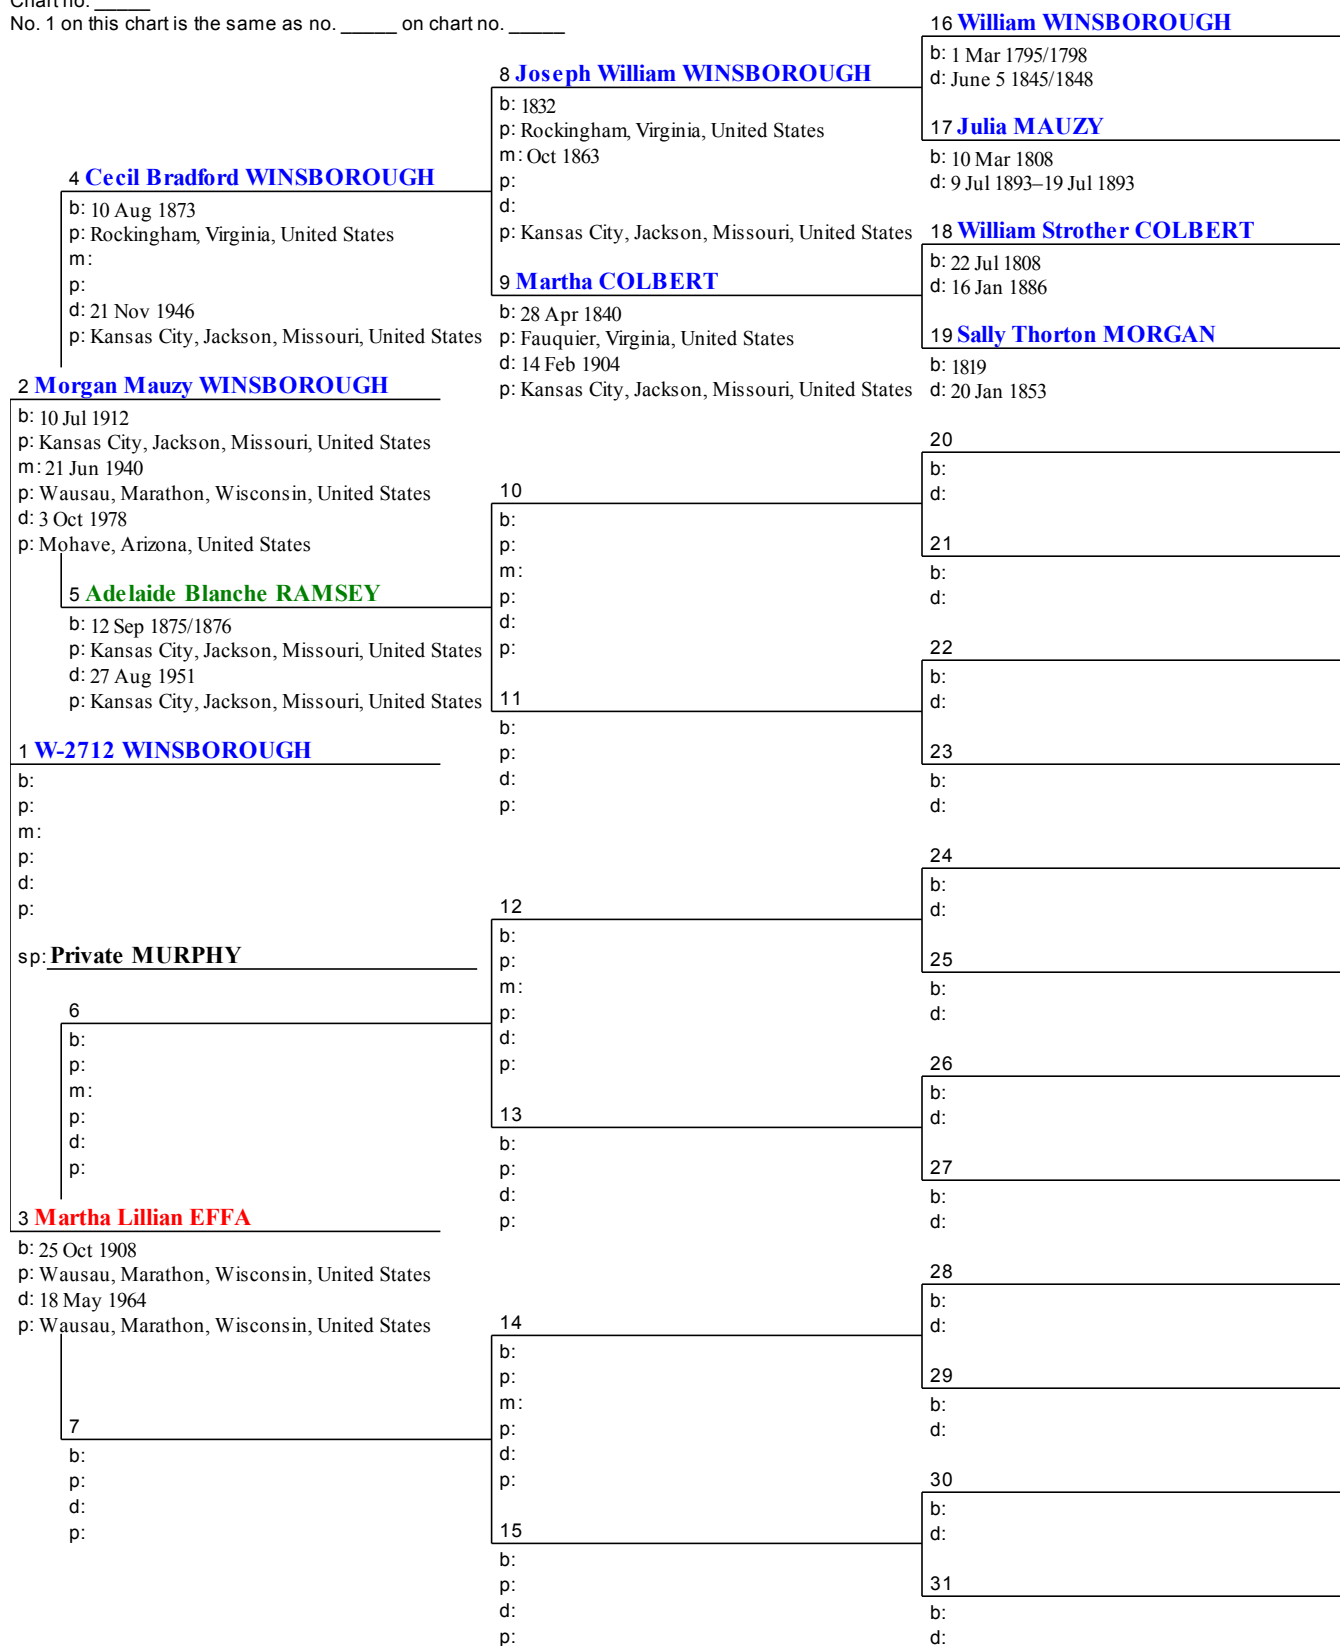 Chart no. _____
No. 1 on this chart is the same as no. _____ on chart no. _____
16 William WINSBOROUGH
b: 1 Mar 1795/1798
d: June 5 1845/1848
8 Joseph William WINSBOROUGH
b: 1832
p: Rockingham, Virginia, United States
m: Oct 1863
p:
d:
p: Kansas City, Jackson, Missouri, United States
17 Julia MAUZY
b: 10 Mar 1808
d: 9 Jul 1893–19 Jul 1893
4 Cecil Bradford WINSBOROUGH
b: 10 Aug 1873
p: Rockingham, Virginia, United States
m:
p:
d: 21 Nov 1946
p: Kansas City, Jackson, Missouri, United States
18 William Strother COLBERT
b: 22 Jul 1808
d: 16 Jan 1886
9 Martha COLBERT
b: 28 Apr 1840
p: Fauquier, Virginia, United States
d: 14 Feb 1904
p: Kansas City, Jackson, Missouri, United States
19 Sally Thorton MORGAN
b: 1819
d: 20 Jan 1853
2 Morgan Mauzy WINSBOROUGH
b: 10 Jul 1912
p: Kansas City, Jackson, Missouri, United States
m: 21 Jun 1940
p: Wausau, Marathon, Wisconsin, United States
d: 3 Oct 1978
p: Mohave, Arizona, United States
20
b:
d:
10
b:
p:
m:
p:
d:
p:
21
b:
d:
5 Adelaide Blanche RAMSEY
b: 12 Sep 1875/1876
p: Kansas City, Jackson, Missouri, United States
d: 27 Aug 1951
p: Kansas City, Jackson, Missouri, United States
22
b:
d:
11
b:
p:
d:
p:
23
b:
d:
1 W-2712 WINSBOROUGH
b:
p:
m:
p:
d:
p:
sp: Private MURPHY
24
b:
d:
12
b:
p:
m:
p:
d:
p:
25
b:
d:
6
b:
p:
m:
p:
d:
p:
26
b:
d:
13
b:
p:
d:
p:
27
b:
d:
3 Martha Lillian EFFA
b: 25 Oct 1908
p: Wausau, Marathon, Wisconsin, United States
d: 18 May 1964
p: Wausau, Marathon, Wisconsin, United States
28
b:
d:
14
b:
p:
m:
p:
d:
p:
29
b:
d:
7
b:
p:
d:
p:
30
b:
d:
15
b:
p:
d:
p:
31
b:
d: